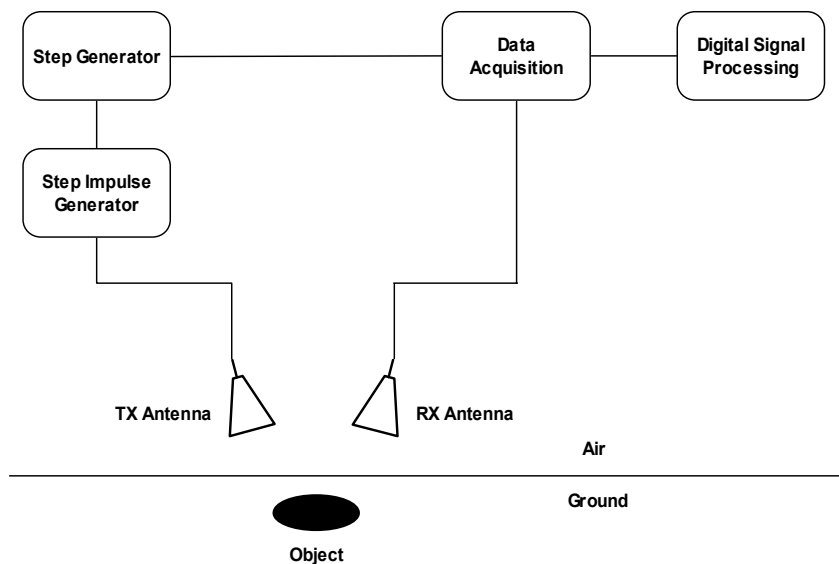 Step Generator
Data
Acquisition
Digital Signal
Processing
Step Impulse
Generator
TX Antenna
RX Antenna
Air
Ground
Object